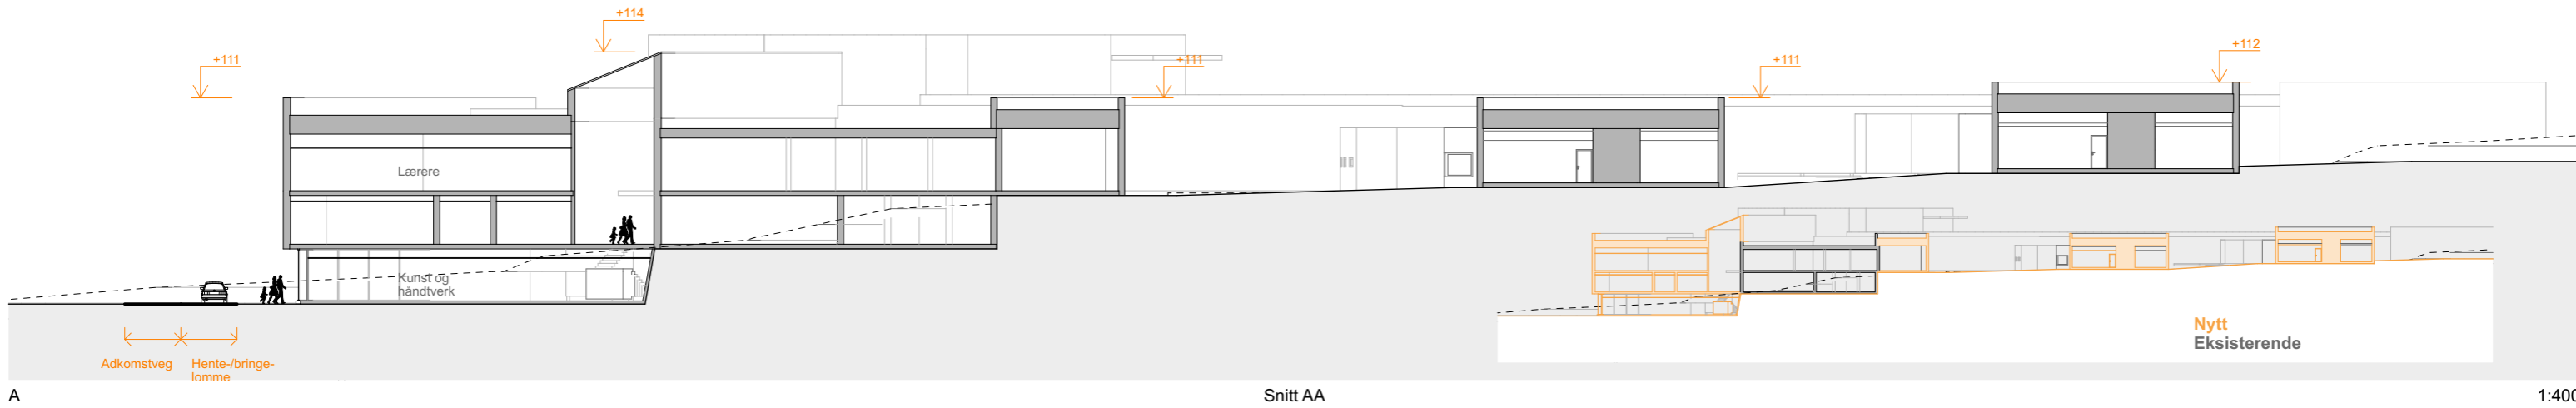 +114
+111
+111
+111
+112
Lærere
Kunst og
håndtverk
Adkomstveg
Hente-/bringe-
lomme
Nytt
Eksisterende
A
Snitt AA
1:400